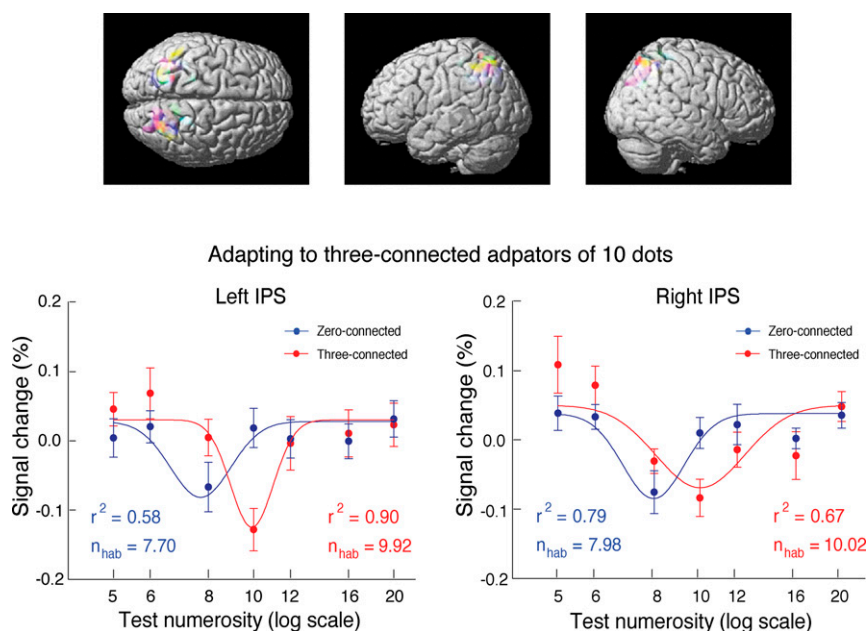 Adapting to three-connected adpators of 10 dots
Left IPS
Signal change (%)
0.2
0.1
0.0
-0.1
-0.2
Zero-connected
Three-connected
r² = 0.58
n_hab = 7.70
r² = 0.90
n_hab = 9.92
5 6 8 10 12 16 20
Test numerosity (log scale)
Right IPS
Signal change (%)
0.2
0.1
0.0
-0.1
-0.2
Zero-connected
Three-connected
r² = 0.79
n_hab = 7.98
r² = 0.67
n_hab = 10.02
5 6 8 10 12 16 20
Test numerosity (log scale)